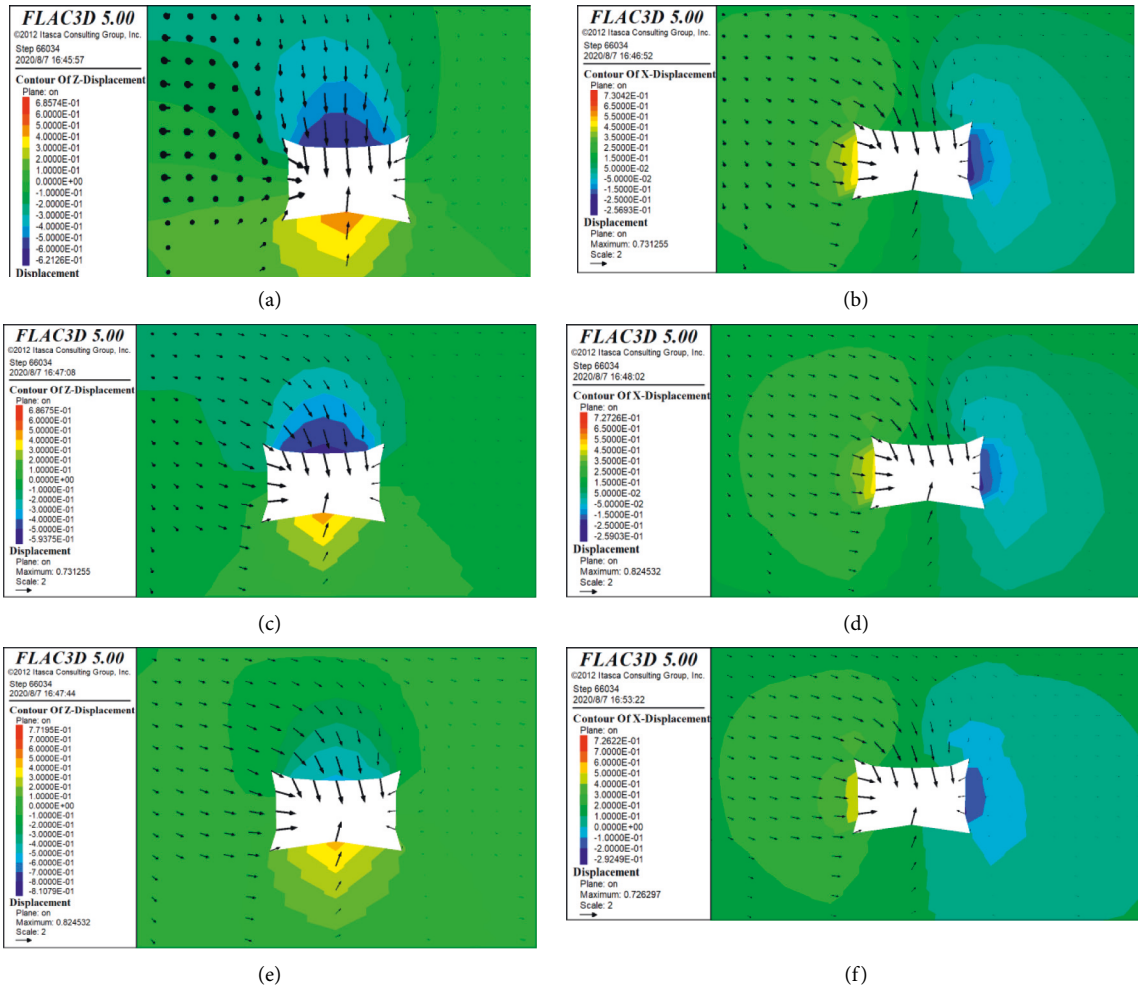 FLAC3D 5.00
©2012 Itasca Consulting Group, Inc.
Step 66034
2020/8/7 16:45:57
Contour Of Z-Displacement
Plane: on
6.8574E-01
6.0000E-01
5.0000E-01
4.0000E-01
3.0000E-01
2.0000E-01
1.0000E-01
0.0000E+00
-1.0000E-01
-2.0000E-01
-3.0000E-01
-4.0000E-01
-5.0000E-01
-6.0000E-01
-6.2126E-01
Displacement
(a)
FLAC3D 5.00
©2012 Itasca Consulting Group, Inc.
Step 66034
2020/8/7 16:46:52
Contour Of X-Displacement
Plane: on
7.3042E-01
6.5000E-01
5.5000E-01
4.5000E-01
3.5000E-01
2.5000E-01
1.5000E-01
5.0000E-02
-5.0000E-02
-1.5000E-01
-2.5000E-01
-2.5693E-01
Displacement
Plane: on
Maximum: 0.731255
Scale: 2
(b)
FLAC3D 5.00
©2012 Itasca Consulting Group, Inc.
Step 66034
2020/8/7 16:47:08
Contour Of Z-Displacement
Plane: on
6.8675E-01
6.0000E-01
5.0000E-01
4.0000E-01
3.0000E-01
2.0000E-01
1.0000E-01
0.0000E+00
-1.0000E-01
-2.0000E-01
-3.0000E-01
-4.0000E-01
-5.0000E-01
-5.9375E-01
Displacement
Plane: on
Maximum: 0.731255
Scale: 2
(c)
FLAC3D 5.00
©2012 Itasca Consulting Group, Inc.
Step 66034
2020/8/7 16:48:02
Contour Of X-Displacement
Plane: on
7.2726E-01
6.5000E-01
5.5000E-01
4.5000E-01
3.5000E-01
2.5000E-01
1.5000E-01
5.0000E-02
-5.0000E-02
-1.5000E-01
-2.5000E-01
-2.5903E-01
Displacement
Plane: on
Maximum: 0.824532
Scale: 2
(d)
FLAC3D 5.00
©2012 Itasca Consulting Group, Inc.
Step 66034
2020/8/7 16:47:44
Contour Of Z-Displacement
Plane: on
7.7195E-01
7.0000E-01
6.0000E-01
5.0000E-01
4.0000E-01
3.0000E-01
2.0000E-01
1.0000E-01
0.0000E+00
-1.0000E-01
-2.0000E-01
-3.0000E-01
-4.0000E-01
-5.0000E-01
-6.0000E-01
-7.0000E-01
-8.0000E-01
-8.1079E-01
Displacement
Plane: on
Maximum: 0.824532
Scale: 2
(e)
FLAC3D 5.00
©2012 Itasca Consulting Group, Inc.
Step 66034
2020/8/7 16:53:22
Contour Of X-Displacement
Plane: on
7.2622E-01
7.0000E-01
6.0000E-01
5.0000E-01
4.0000E-01
3.0000E-01
2.0000E-01
1.0000E-01
0.0000E+00
-1.0000E-01
-2.0000E-01
-2.9249E-01
Displacement
Plane: on
Maximum: 0.726297
Scale: 2
(f)